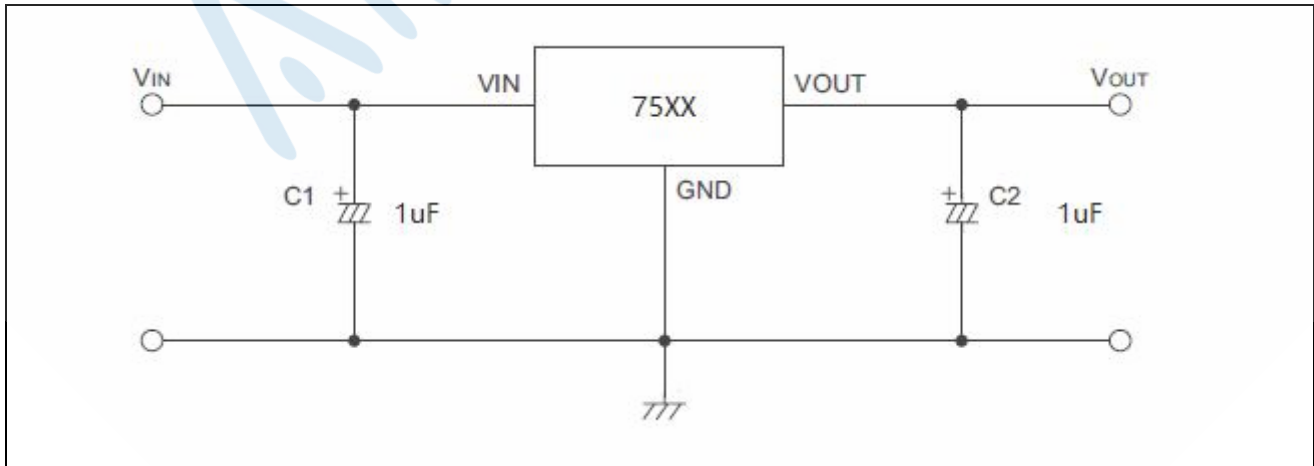 VIN
VIN
75XX
VOUT
VOUT
GND
C1
+
1uF
+
C2
1uF